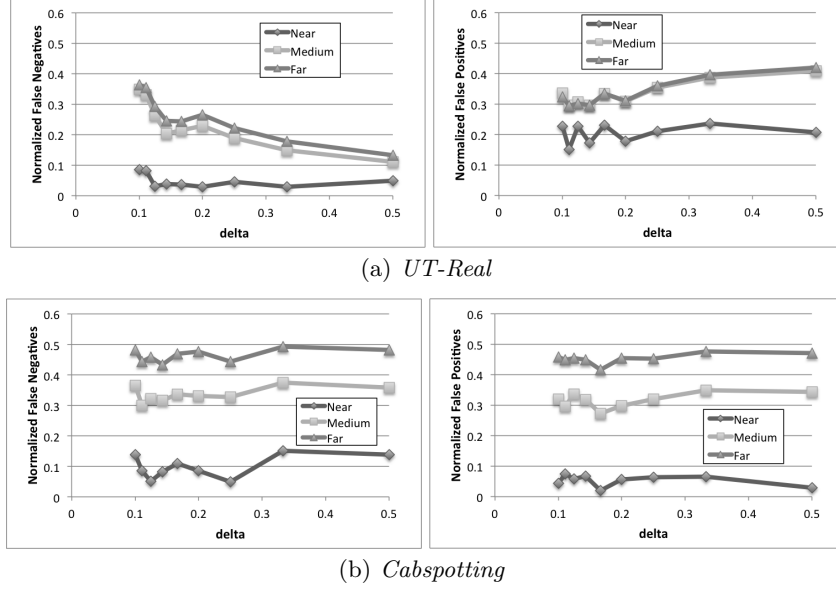 0.6
0.5
0.4
0.3
0.2
0.1
0
Normalized False Negatives
Near
Medium
Far
0 0.1 0.2 0.3 0.4 0.5
delta
0.6
0.5
0.4
0.3
0.2
0.1
0
Normalized False Positives
Near
Medium
Far
0 0.1 0.2 0.3 0.4 0.5
delta
(a) UT-Real
0.6
0.5
0.4
0.3
0.2
0.1
0
Normalized False Negatives
Near
Medium
Far
0 0.1 0.2 0.3 0.4 0.5
delta
0.6
0.5
0.4
0.3
0.2
0.1
0
Normalized False Positives
Near
Medium
Far
0 0.1 0.2 0.3 0.4 0.5
delta
(b) Cabspotting